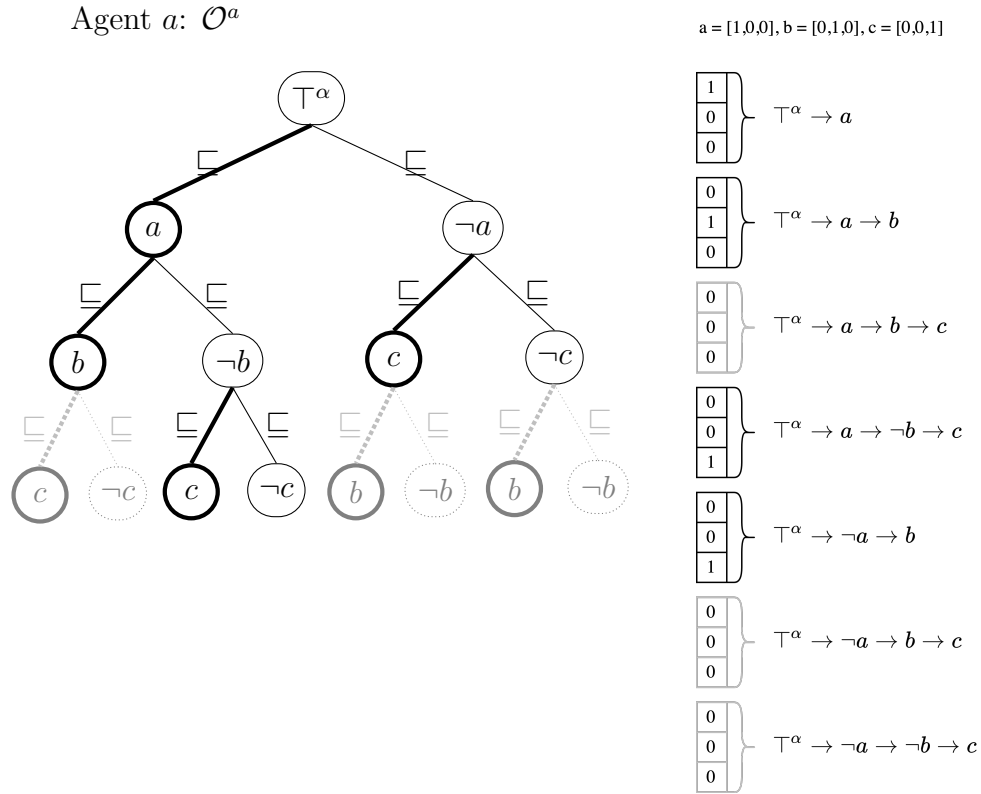 Agent a: 𝒪ᵃ
a = [1,0,0], b = [0,1,0], c = [0,0,1]
⊤ᵅ
⊑ ⊑
a ¬a
⊑ ⊑ ⊑ ⊑
b ¬b c ¬c
⊑ ⊑ ⊑ ⊑ ⊑ ⊑ ⊑ ⊑
c ¬c c ¬c b ¬b b ¬b
1
0
0
⊤ᵅ → a
0
1
0
⊤ᵅ → a → b
0
0
0
⊤ᵅ → a → b → c
0
0
1
⊤ᵅ → a → ¬b → c
0
0
1
⊤ᵅ → ¬a → b
0
0
0
⊤ᵅ → ¬a → b → c
0
0
0
⊤ᵅ → ¬a → ¬b → c